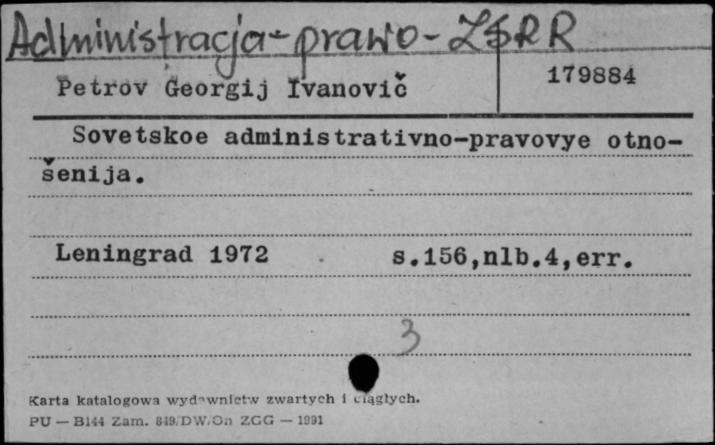 Administracja-prawo-ZSRR
Petrov Georgij Ivanovič 179884
Sovetskoe administrativno-pravovye otno-
šenija.
Leningrad 1972 s.156,nlb.4,err.
3
Karta katalogowa wydawnictw zwartych i ciągłych.
PU — B144 Zam. 849/DW/On ZGG — 1991